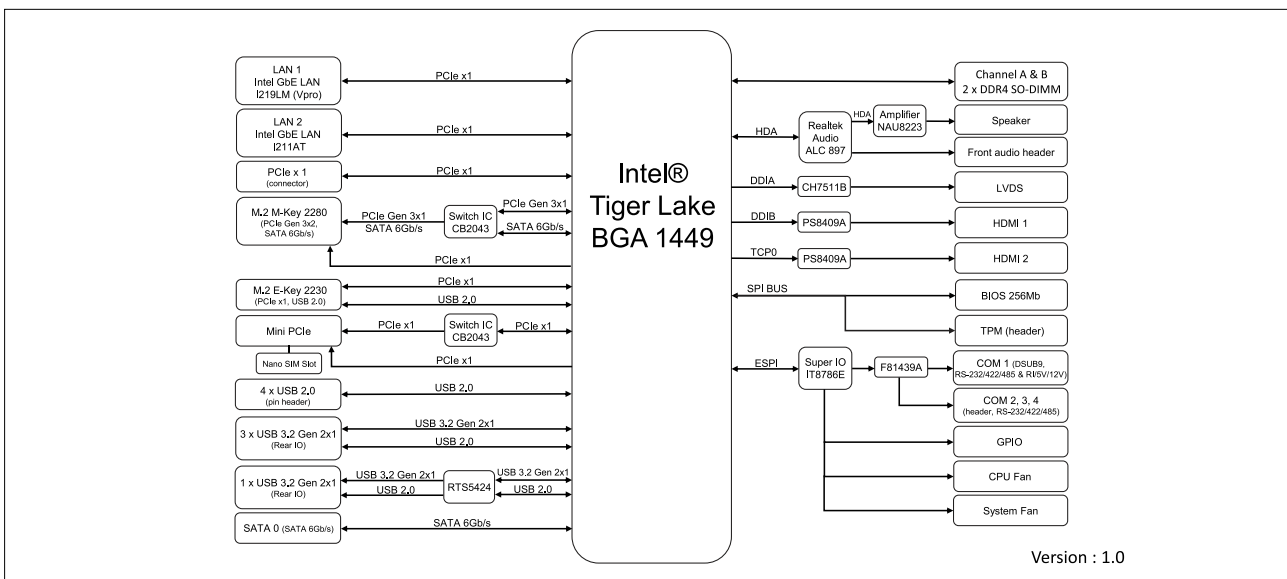 LAN 1
Intel GbE LAN
I219LM (Vpro)
PCIe x1
LAN 2
Intel GbE LAN
I211AT
PCIe x1
PCIe x 1
(connector)
PCIe x1
M.2 M-Key 2280
(PCIe Gen 3x2,
SATA 6Gb/s)
PCIe Gen 3x1
SATA 6Gb/s
Switch IC
CB2043
PCIe Gen 3x1
SATA 6Gb/s
PCIe x1
M.2 E-Key 2230
(PCIe x1, USB 2.0)
PCIe x1
USB 2.0
Mini PCIe
PCIe x1
Switch IC
CB2043
PCIe x1
PCIe x1
Nano SIM Slot
4 x USB 2.0
(pin header)
USB 2.0
3 x USB 3.2 Gen 2x1
(Rear IO)
USB 3.2 Gen 2x1
USB 2.0
1 x USB 3.2 Gen 2x1
(Rear IO)
USB 3.2 Gen 2x1
USB 2.0
RTS5424
USB 3.2 Gen 2x1
USB 2.0
SATA 0 (SATA 6Gb/s)
SATA 6Gb/s
Intel®
Tiger Lake
BGA 1449
Channel A & B
2 x DDR4 SO-DIMM
HDA
Realtek
Audio
ALC 897
HDA
Amplifier
NAU8223
Speaker
Front audio header
DDIA
CH7511B
LVDS
DDIB
PS8409A
HDMI 1
TCP0
PS8409A
HDMI 2
SPI BUS
BIOS 256Mb
TPM (header)
ESPI
Super IO
IT8786E
F81439A
COM 1 (DSUB9,
RS-232/422/485 & RI/5V/12V)
COM 2, 3, 4
(header, RS-232/422/485)
GPIO
CPU Fan
System Fan
Version : 1.0